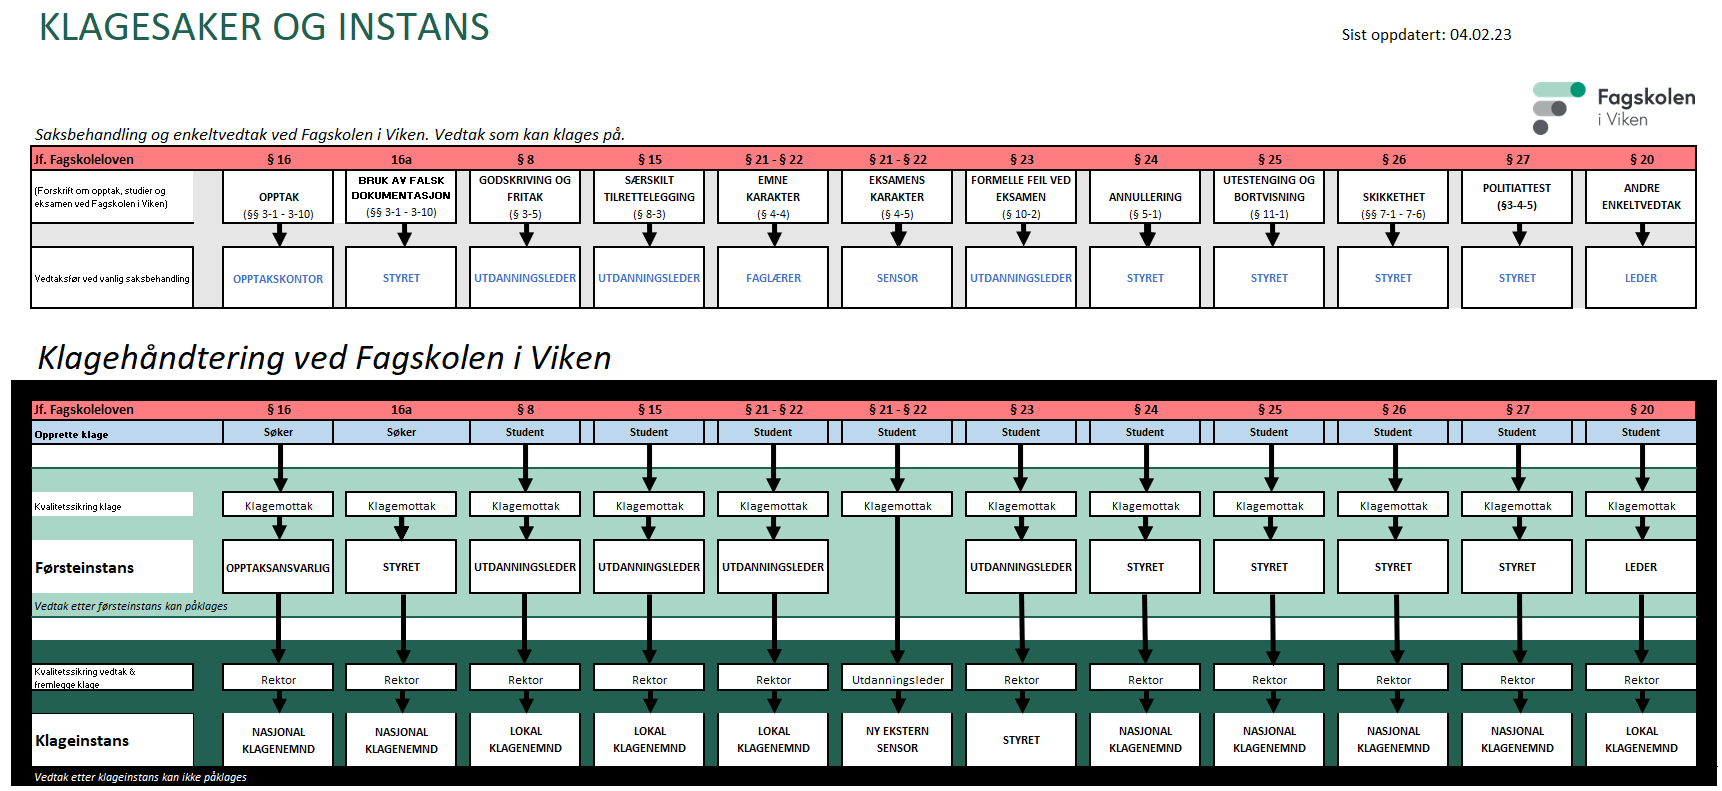 KLAGESAKER OG INSTANS
Sist oppdatert: 04.02.23
Fagskolen
i Viken
Saksbehandling og enkeltvedtak ved Fagskolen i Viken. Vedtak som kan klages på.
Jf. Fagskoleloven § 16 16a § 8 § 15 § 21 - § 22 § 21 - § 22 § 23 § 24 § 25 § 26 § 27 § 20
(Forskrift om opptak, studier og
eksamen ved Fagskolen i Viken)
OPPTAK
(§§ 3-1 - 3-10)
BRUK AV FALSK
DOKUMENTASJON
(§§ 3-1 - 3-10)
GODSKRIVING OG
FRITAK
(§ 3-5)
SÆRSKILT
TILRETTELEGGING
(§ 8-3)
EMNE
KARAKTER
(§ 4-4)
EKSAMENS
KARAKTER
(§ 4-5)
FORMELLE FEIL VED
EKSAMEN
(§ 10-2)
ANNULLERING
(§ 5-1)
UTESTENGING OG
BORTVISNING
(§ 11-1)
SKIKKETHET
(§§ 7-1 - 7-6)
POLITIATTEST
(§3-4-5)
ANDRE
ENKELTVEDTAK
Vedtaksfør ved vanlig saksbehandling OPPTAKSKONTOR STYRET UTDANNINGSLEDER UTDANNINGSLEDER FAGLÆRER SENSOR UTDANNINGSLEDER STYRET STYRET STYRET STYRET LEDER
Klagehåndtering ved Fagskolen i Viken
Jf. Fagskoleloven § 16 16a § 8 § 15 § 21 - § 22 § 21 - § 22 § 23 § 24 § 25 § 26 § 27 § 20
Opprette klage Søker Søker Student Student Student Student Student Student Student Student Student Student
Kvalitetssikring klage Klagemottak Klagemottak Klagemottak Klagemottak Klagemottak Klagemottak Klagemottak Klagemottak Klagemottak Klagemottak Klagemottak Klagemottak
Førsteinstans OPPTAKSANSVARLIG STYRET UTDANNINGSLEDER UTDANNINGSLEDER UTDANNINGSLEDER UTDANNINGSLEDER STYRET STYRET STYRET STYRET LEDER
Vedtak etter førsteinstans kan påklages
Kvalitetssikring vedtak &
fremlegge klage
Rektor Rektor Rektor Rektor Rektor Utdanningsleder Rektor Rektor Rektor Rektor Rektor Rektor
Klageinstans
NASJONAL
KLAGENEMND
NASJONAL
KLAGENEMND
LOKAL
KLAGENEMND
LOKAL
KLAGENEMND
LOKAL
KLAGENEMND
NY EKSTERN
SENSOR
STYRET
NASJONAL
KLAGENEMND
NASJONAL
KLAGENEMND
NASJONAL
KLAGENEMND
NASJONAL
KLAGENEMND
LOKAL
KLAGENEMND
Vedtak etter klageinstans kan ikke påklages